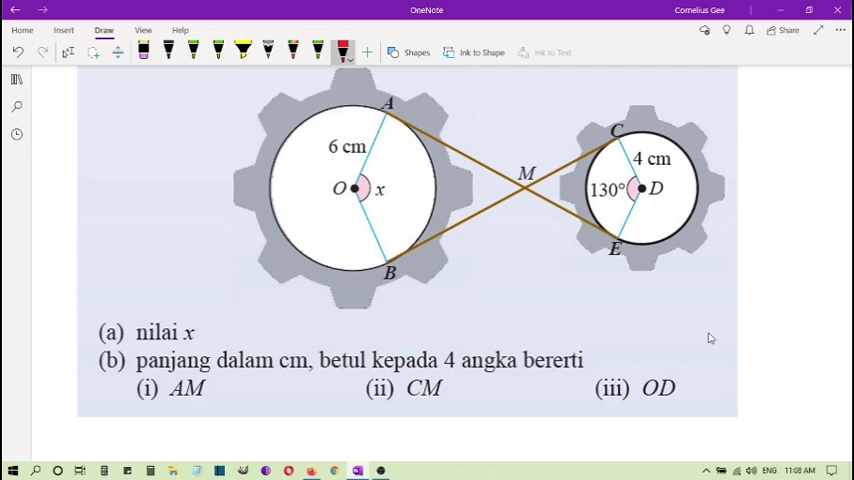 OneNote
Cornelius Gee
Home Insert Draw View Help
Share
Shapes Ink to Shape Ink to Text
A
C
6 cm
4 cm
M
O x 130° D
B
E
(a) nilai x
(b) panjang dalam cm, betul kepada 4 angka bererti
(i) AM (ii) CM (iii) OD
ENG 11:08 AM